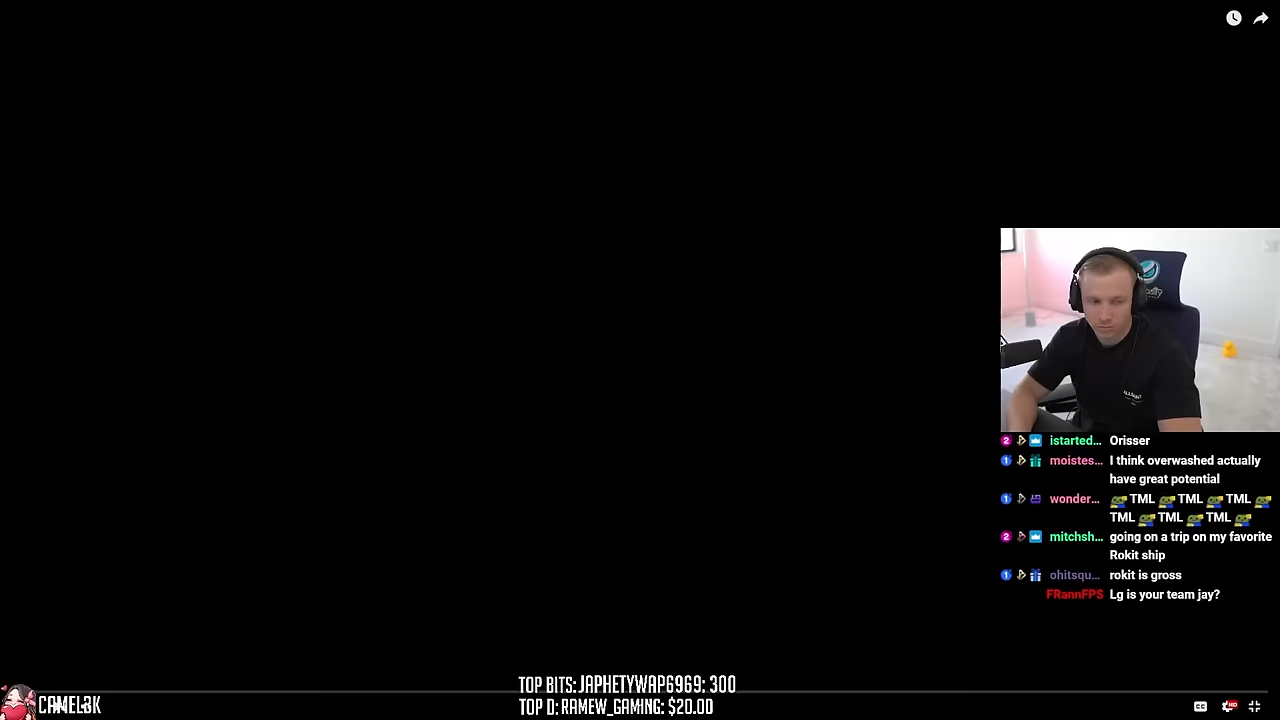 istarted... Orisser
moistes... I think overwashed actually
have great potential
wonder... TML TML TML
TML TML TML
mitchsh... going on a trip on my favorite
Rokit ship
ohitsqu... rokit is gross
FRannFPS Lg is your team jay?
TOP BITS: JAPHETYWAP6969: 300
CAMEL3K
TOP D: RAMEW_GAMING: $20.00
CC
HD